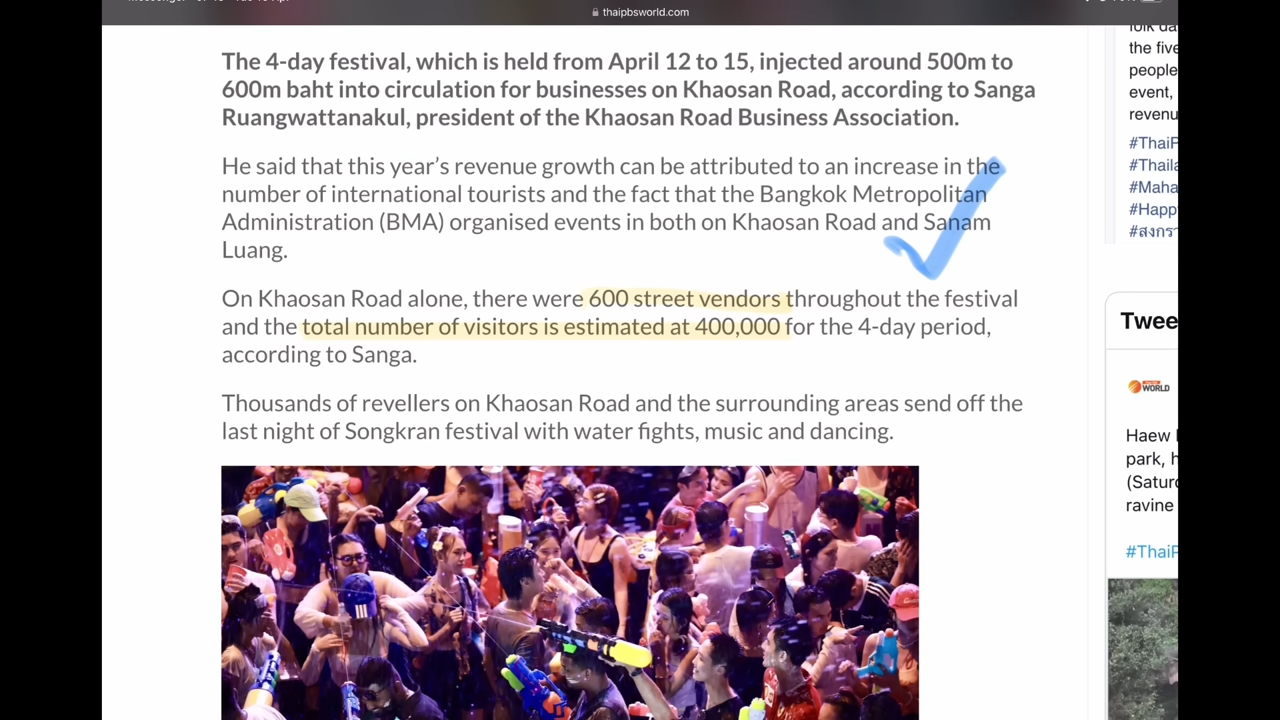 thaipbsworld.com
The 4-day festival, which is held from April 12 to 15, injected around 500m to
600m baht into circulation for businesses on Khaosan Road, according to Sanga
Ruangwattanakul, president of the Khaosan Road Business Association.
He said that this year’s revenue growth can be attributed to an increase in the
number of international tourists and the fact that the Bangkok Metropolitan
Administration (BMA) organised events in both on Khaosan Road and Sanam
Luang.
On Khaosan Road alone, there were 600 street vendors throughout the festival
and the total number of visitors is estimated at 400,000 for the 4-day period,
according to Sanga.
Thousands of revellers on Khaosan Road and the surrounding areas send off the
last night of Songkran festival with water fights, music and dancing.
the five
people
event,
revenu
#ThaiP
#Thaila
#Maha
#Happ
#สงกรา
Twee
WORLD
Haew
park, h
(Satur
ravine
#ThaiP